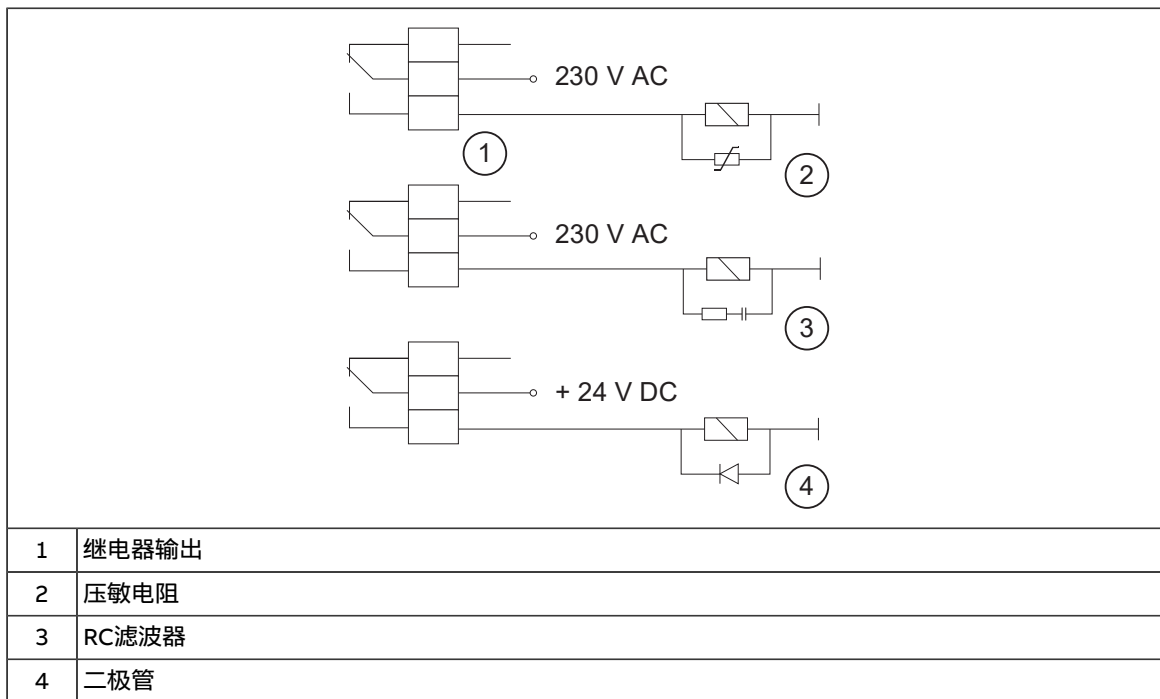 230 V AC
1
2
230 V AC
3
+ 24 V DC
4
1 继电器输出
2 压敏电阻
3 RC滤波器
4 二极管